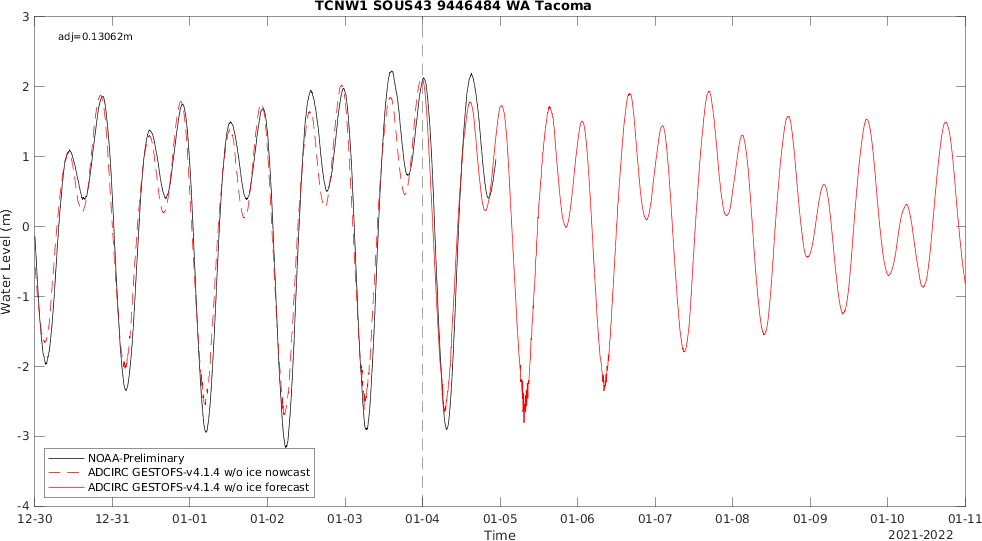 TCNW1 SOUS43 9446484 WA Tacoma
adj=0.13062m
3
2
1
0
-1
-2
-3
-4
Water Level (m)
NOAA-Preliminary
ADCIRC GESTOFS-v4.1.4 w/o ice nowcast
ADCIRC GESTOFS-v4.1.4 w/o ice forecast
12-30 12-31 01-01 01-02 01-03 01-04 01-05 01-06 01-07 01-08 01-09 01-10 01-11
Time
2021-2022